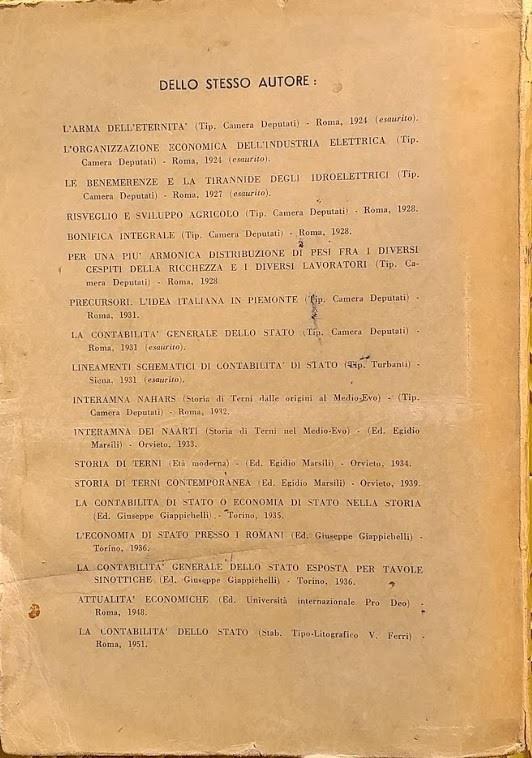 DELLO STESSO AUTORE :
L'ARMA DELL'ETERNITA' (Tip. Camera Deputati) - Roma, 1924 (esaurito).
L'ORGANIZZAZIONE ECONOMICA DELL'INDUSTRIA ELETTRICA (Tip.
Camera Deputati) - Roma, 1924 (esaurito).
LE BENEMERENZE E LA TIRANNIDE DEGLI IDROELETTRICI (Tip.
Camera Deputati) - Roma, 1927 (esaurito).
RISVEGLIO E SVILUPPO AGRICOLO (Tip. Camera Deputati) - Roma, 1928.
BONIFICA INTEGRALE (Tip. Camera Deputati) - Roma, 1928.
PER UNA PIU' ARMONICA DISTRIBUZIONE DI PESI FRA I DIVERSI
CESPITI DELLA RICCHEZZA E I DIVERSI LAVORATORI (Tip. Ca-
mera Deputati) - Roma, 1928
PRECURSORI. L'IDEA ITALIANA IN PIEMONTE (Tip. Camera Deputati) -
Roma, 1931.
LA CONTABILITA' GENERALE DELLO STATO (Tip. Camera Deputati) -
Roma, 1931 (esaurito).
LINEAMENTI SCHEMATICI DI CONTABILITA' DI STATO (Tip. Turbanti) -
Siena, 1931 (esaurito).
INTERAMNA NAHARS (Storia di Terni dalle origini al Medio-Evo) - (Tip.
Camera Deputati) - Roma, 1932.
INTERAMNA DEI NAARTI (Storia di Terni nel Medio-Evo) - (Ed. Egidio
Marsili) - Orvieto, 1933.
STORIA DI TERNI (Età moderna) - (Ed. Egidio Marsili) - Orvieto, 1934.
STORIA DI TERNI CONTEMPORANEA (Ed. Egidio Marsili) - Orvieto, 1939.
LA CONTABILITA DI STATO O ECONOMIA DI STATO NELLA STORIA
(Ed. Giuseppe Giappichelli) - Torino, 1935.
L'ECONOMIA DI STATO PRESSO I ROMANI (Ed. Giuseppe Giappichelli) -
Torino, 1936.
LA CONTABILITA' GENERALE DELLO STATO ESPOSTA PER TAVOLE
SINOTTICHE (Ed. Giuseppe Giappichelli) - Torino, 1936.
ATTUALITA' ECONOMICHE (Ed. Università internazionale Pro Deo) -
Roma, 1948.
LA CONTABILITA' DELLO STATO (Stab. Tipo-Litografico V. Ferri) -
Roma, 1951.